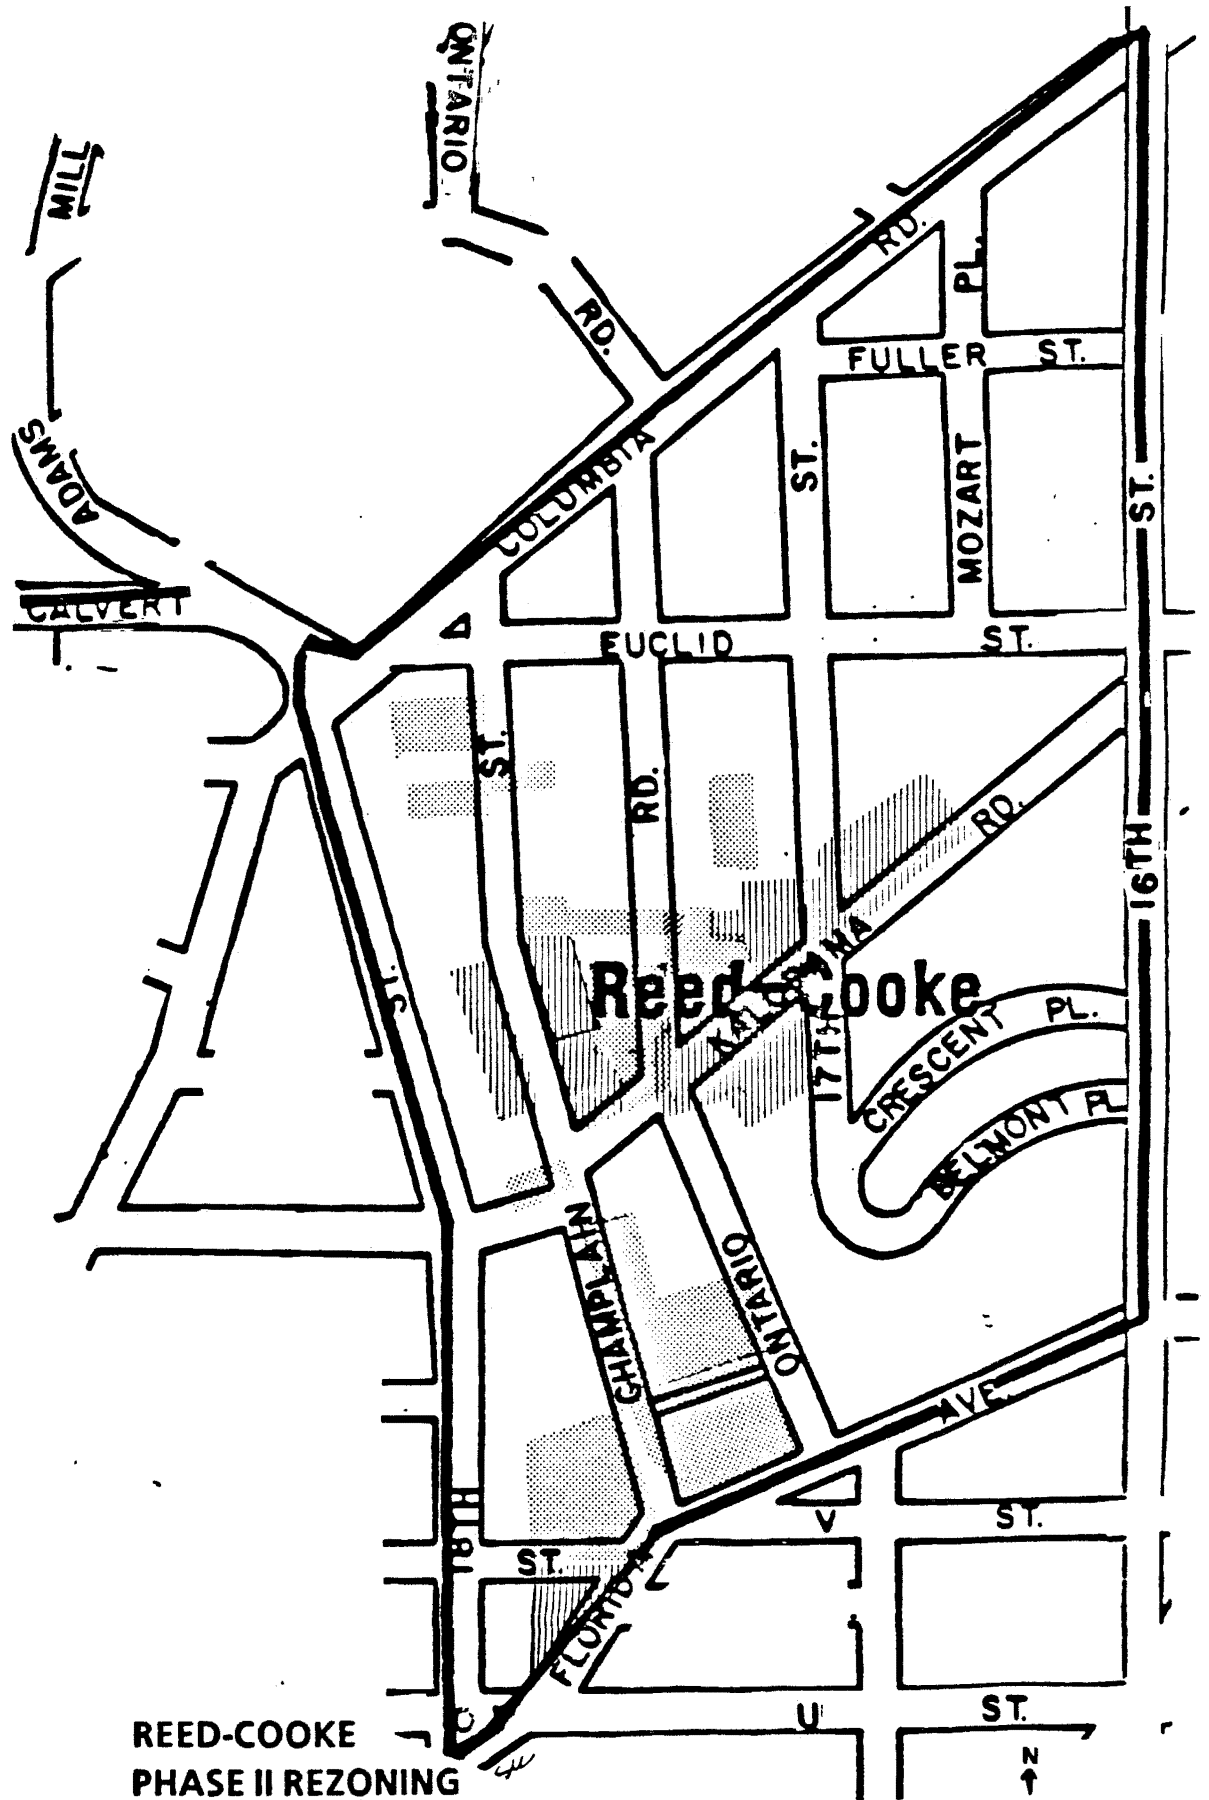 ONTARIO
MILL
RD.
PL.
RD.
FULLER ST.
ADAMS
COLUMBIA
ST.
MOZART
ST.
CALVERT
EUCLID ST.
ST.
RD.
RD.
16TH
ST.
Reed-Cooke
KALORAMA
17TH
CRESCENT PL.
BELMONT PL
CHAMPLAIN
ONTARIO
AVE.
18TH
V ST.
ST.
FLORIDA
U ST.
REED-COOKE
PHASE II REZONING
N